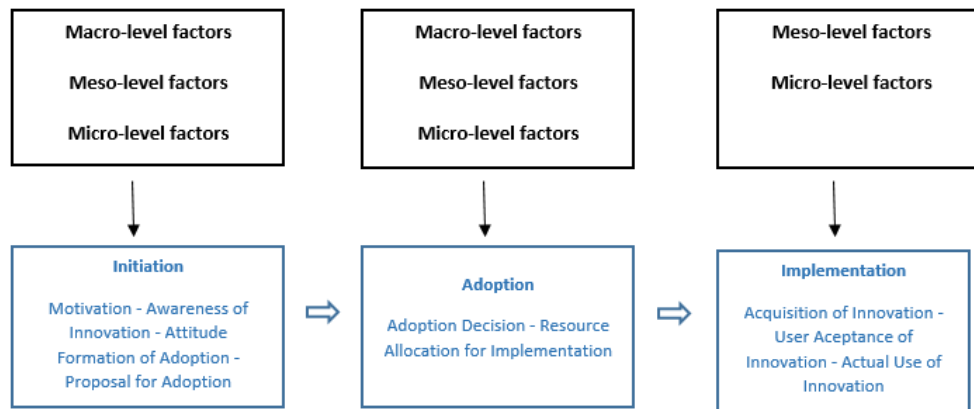 Macro-level factors
Meso-level factors
Micro-level factors
Macro-level factors
Meso-level factors
Micro-level factors
Meso-level factors
Micro-level factors
Initiation
Motivation - Awareness of
Innovation - Attitude
Formation of Adoption -
Proposal for Adoption
Adoption
Adoption Decision - Resource
Allocation for Implementation
Implementation
Acquisition of Innovation -
User Aceptance of
Innovation - Actual Use of
Innovation